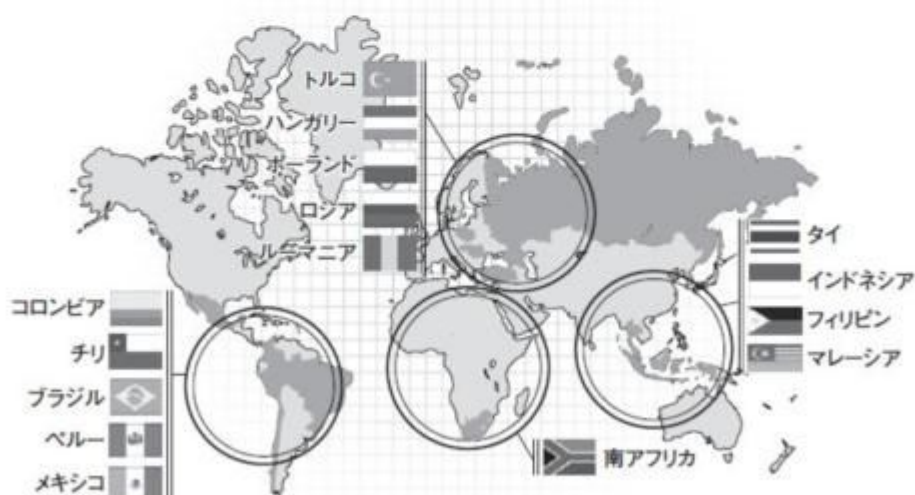 トルコ
ハンガリー
ポーランド
ロシア
ルーマニア
コロンビア
チリ
ブラジル
ペルー
メキシコ
タイ
インドネシア
フィリピン
マレーシア
南アフリカ